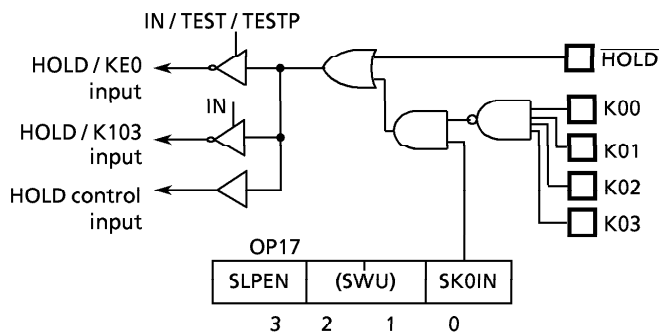 IN / TEST / TESTP
HOLD / KE0
input
HOLD
IN
K00
HOLD / K103
input
K01
K02
HOLD control
input
K03
OP17
SLPEN (SWU) SK0IN
3 2 1 0